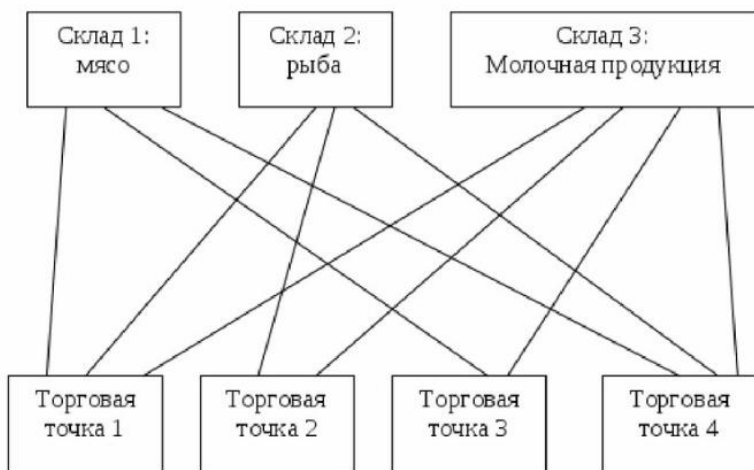 Склад 1:
мясо
Склад 2:
рыба
Склад 3:
Молочная продукция
Торговая
точка 1
Торговая
точка 2
Торговая
точка 3
Торговая
точка 4